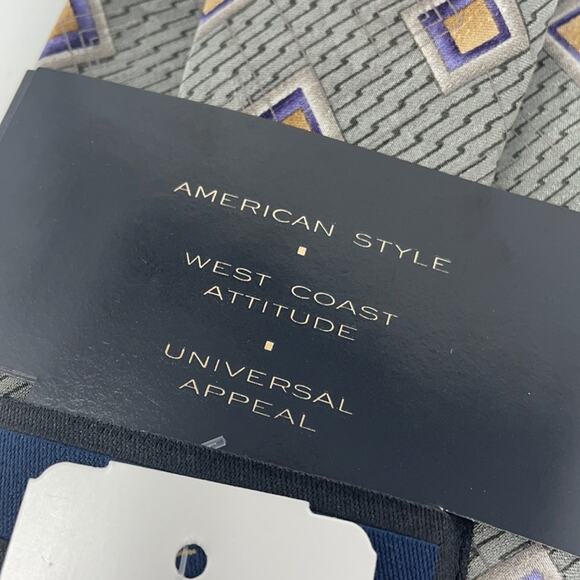 AMERICAN STYLE
WEST COAST
ATTITUDE
UNIVERSAL
APPEAL